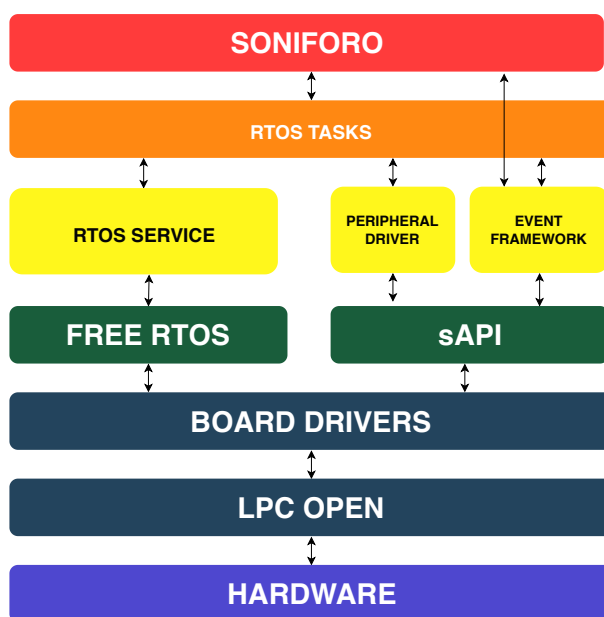 SONIFORO
RTOS TASKS
RTOS SERVICE
PERIPHERAL
DRIVER
EVENT
FRAMEWORK
FREE RTOS
sAPI
BOARD DRIVERS
LPC OPEN
HARDWARE